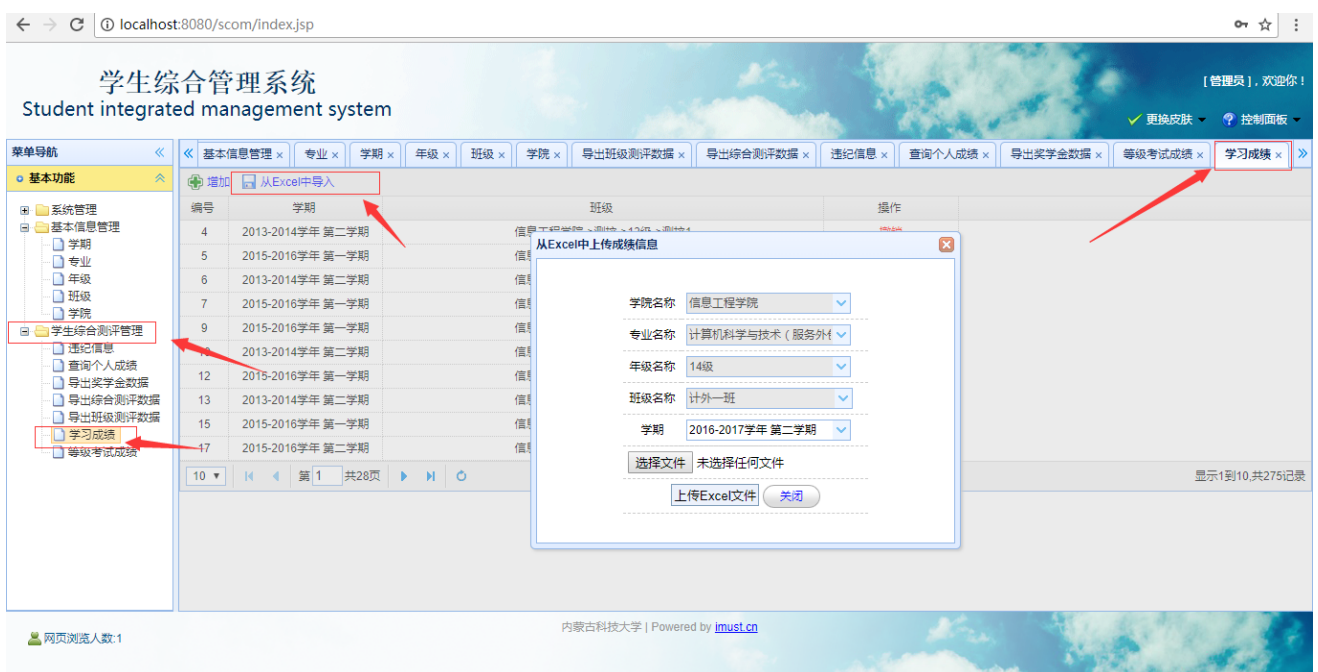 localhost:8080/scom/index.jsp
学生综合管理系统
Student integrated management system
[管理员]，欢迎你！
更换皮肤 控制面板
菜单导航
基本信息管理 × 专业 × 学期 × 年级 × 班级 × 学院 × 导出班级测评数据 × 导出综合测评数据 × 违纪信息 × 查询个人成绩 × 导出奖学金数据 × 等级考试成绩 × 学习成绩 ×
基本功能
系统管理
基本信息管理
学期
专业
年级
班级
学院
学生综合测评管理
违纪信息
查询个人成绩
导出奖学金数据
导出综合测评数据
导出班级测评数据
学习成绩
等级考试成绩
增加 从Excel中导入
编号 学期 班级 操作
4 2013-2014学年 第二学期
5 2015-2016学年 第一学期
6 2013-2014学年 第二学期
7 2015-2016学年 第一学期
9 2015-2016学年 第一学期
2013-2014学年 第二学期
12 2015-2016学年 第一学期
13 2013-2014学年 第二学期
15 2015-2016学年 第一学期
17 2015-2016学年 第二学期
10 第 1 共28页
显示1到10,共275记录
从Excel中上传成绩信息
学院名称 信息工程学院
专业名称 计算机科学与技术（服务外
年级名称 14级
班级名称 计外一班
学期 2016-2017学年 第二学期
选择文件 未选择任何文件
上传Excel文件 关闭
网页浏览人数:1
内蒙古科技大学 | Powered by imust.cn